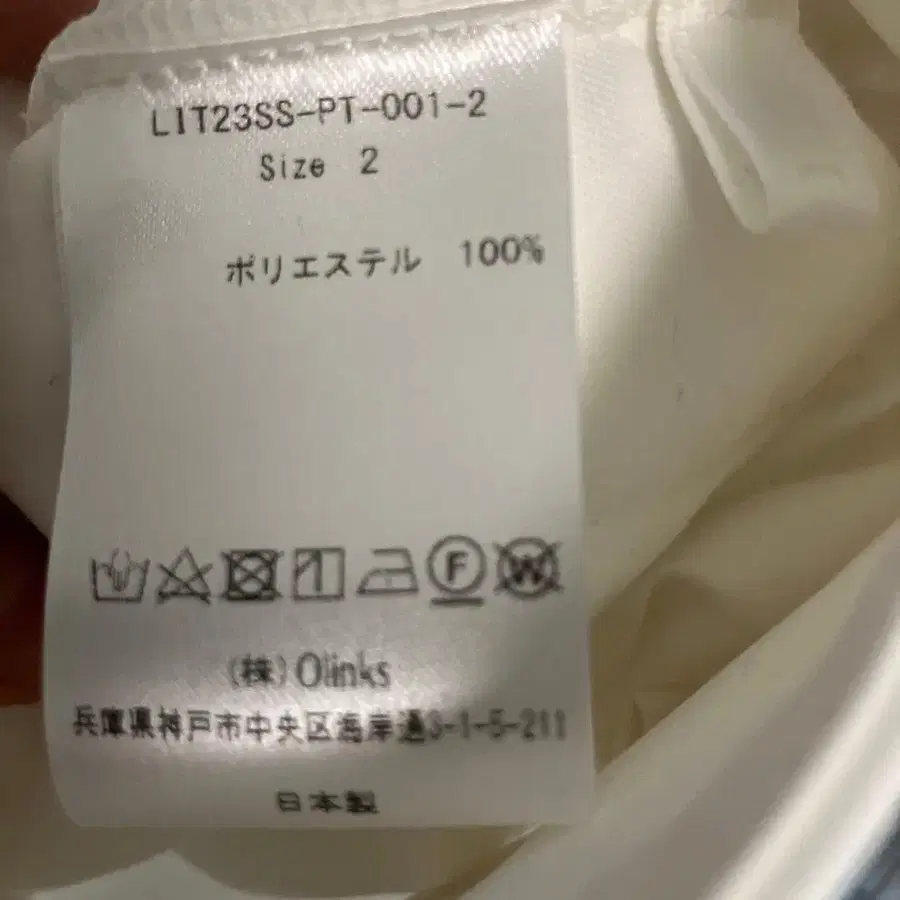 LIT23SS-PT-001-2
Size 2
ポリエステル 100%
F W
(株)Olinks
兵庫県神戸市中央区海岸通3-1-5-211
日本製